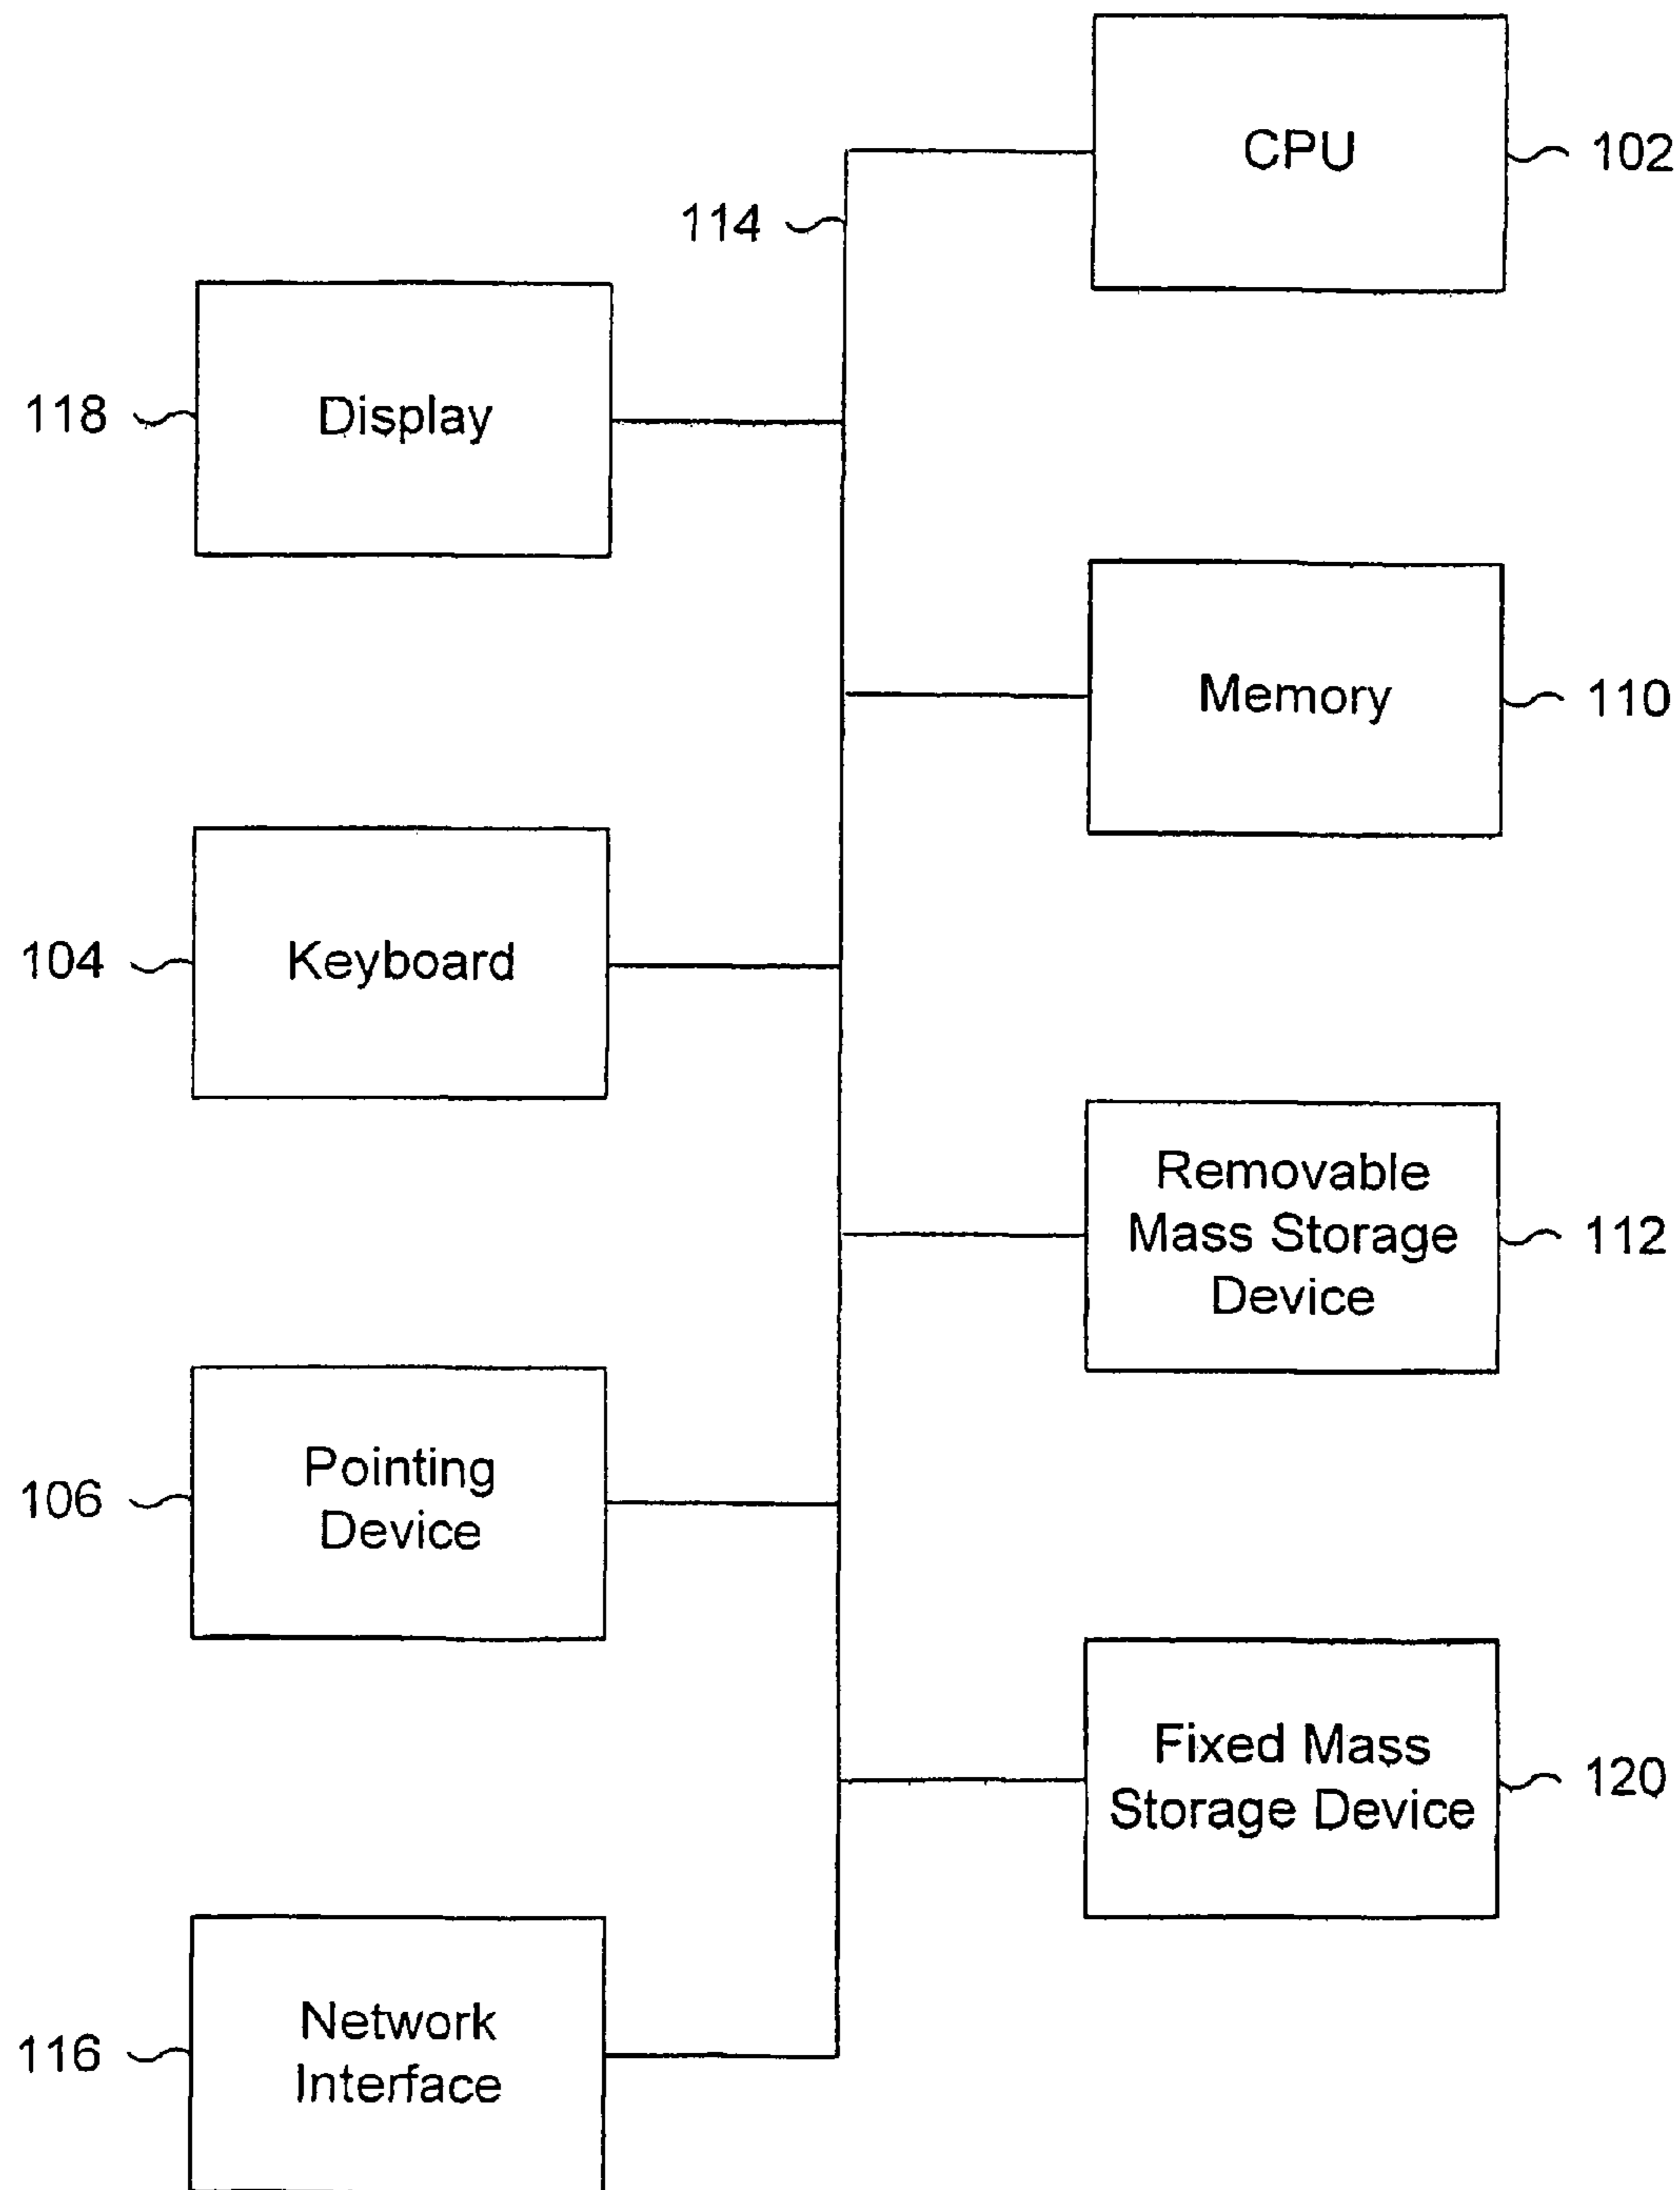 CPU
102
114
Display
118
Memory
110
Keyboard
104
Removable
Mass Storage
Device
112
Pointing
Device
106
Fixed Mass
Storage Device
120
Network
Interface
116